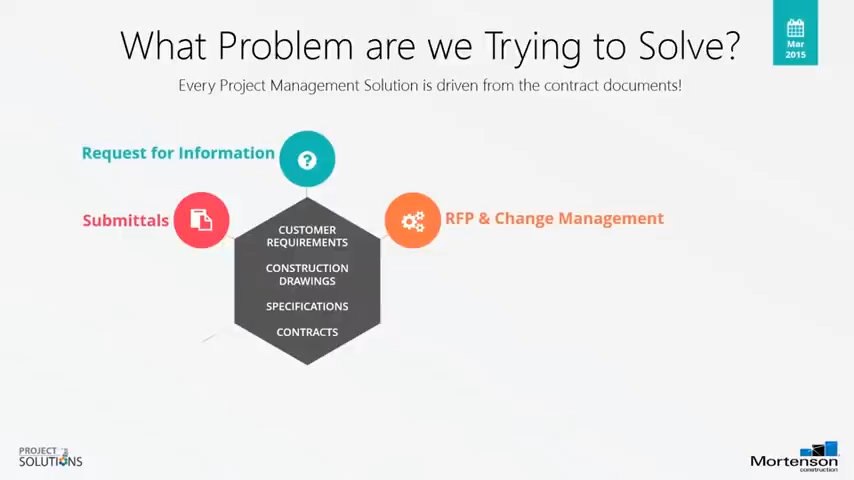 What Problem are we Trying to Solve?
Mar
2015
Every Project Management Solution is driven from the contract documents!
Request for Information
Submittals
RFP & Change Management
CUSTOMER
REQUIREMENTS
CONSTRUCTION
DRAWINGS
SPECIFICATIONS
CONTRACTS
PROJECT
SOLUTIONS
Mortenson
construction